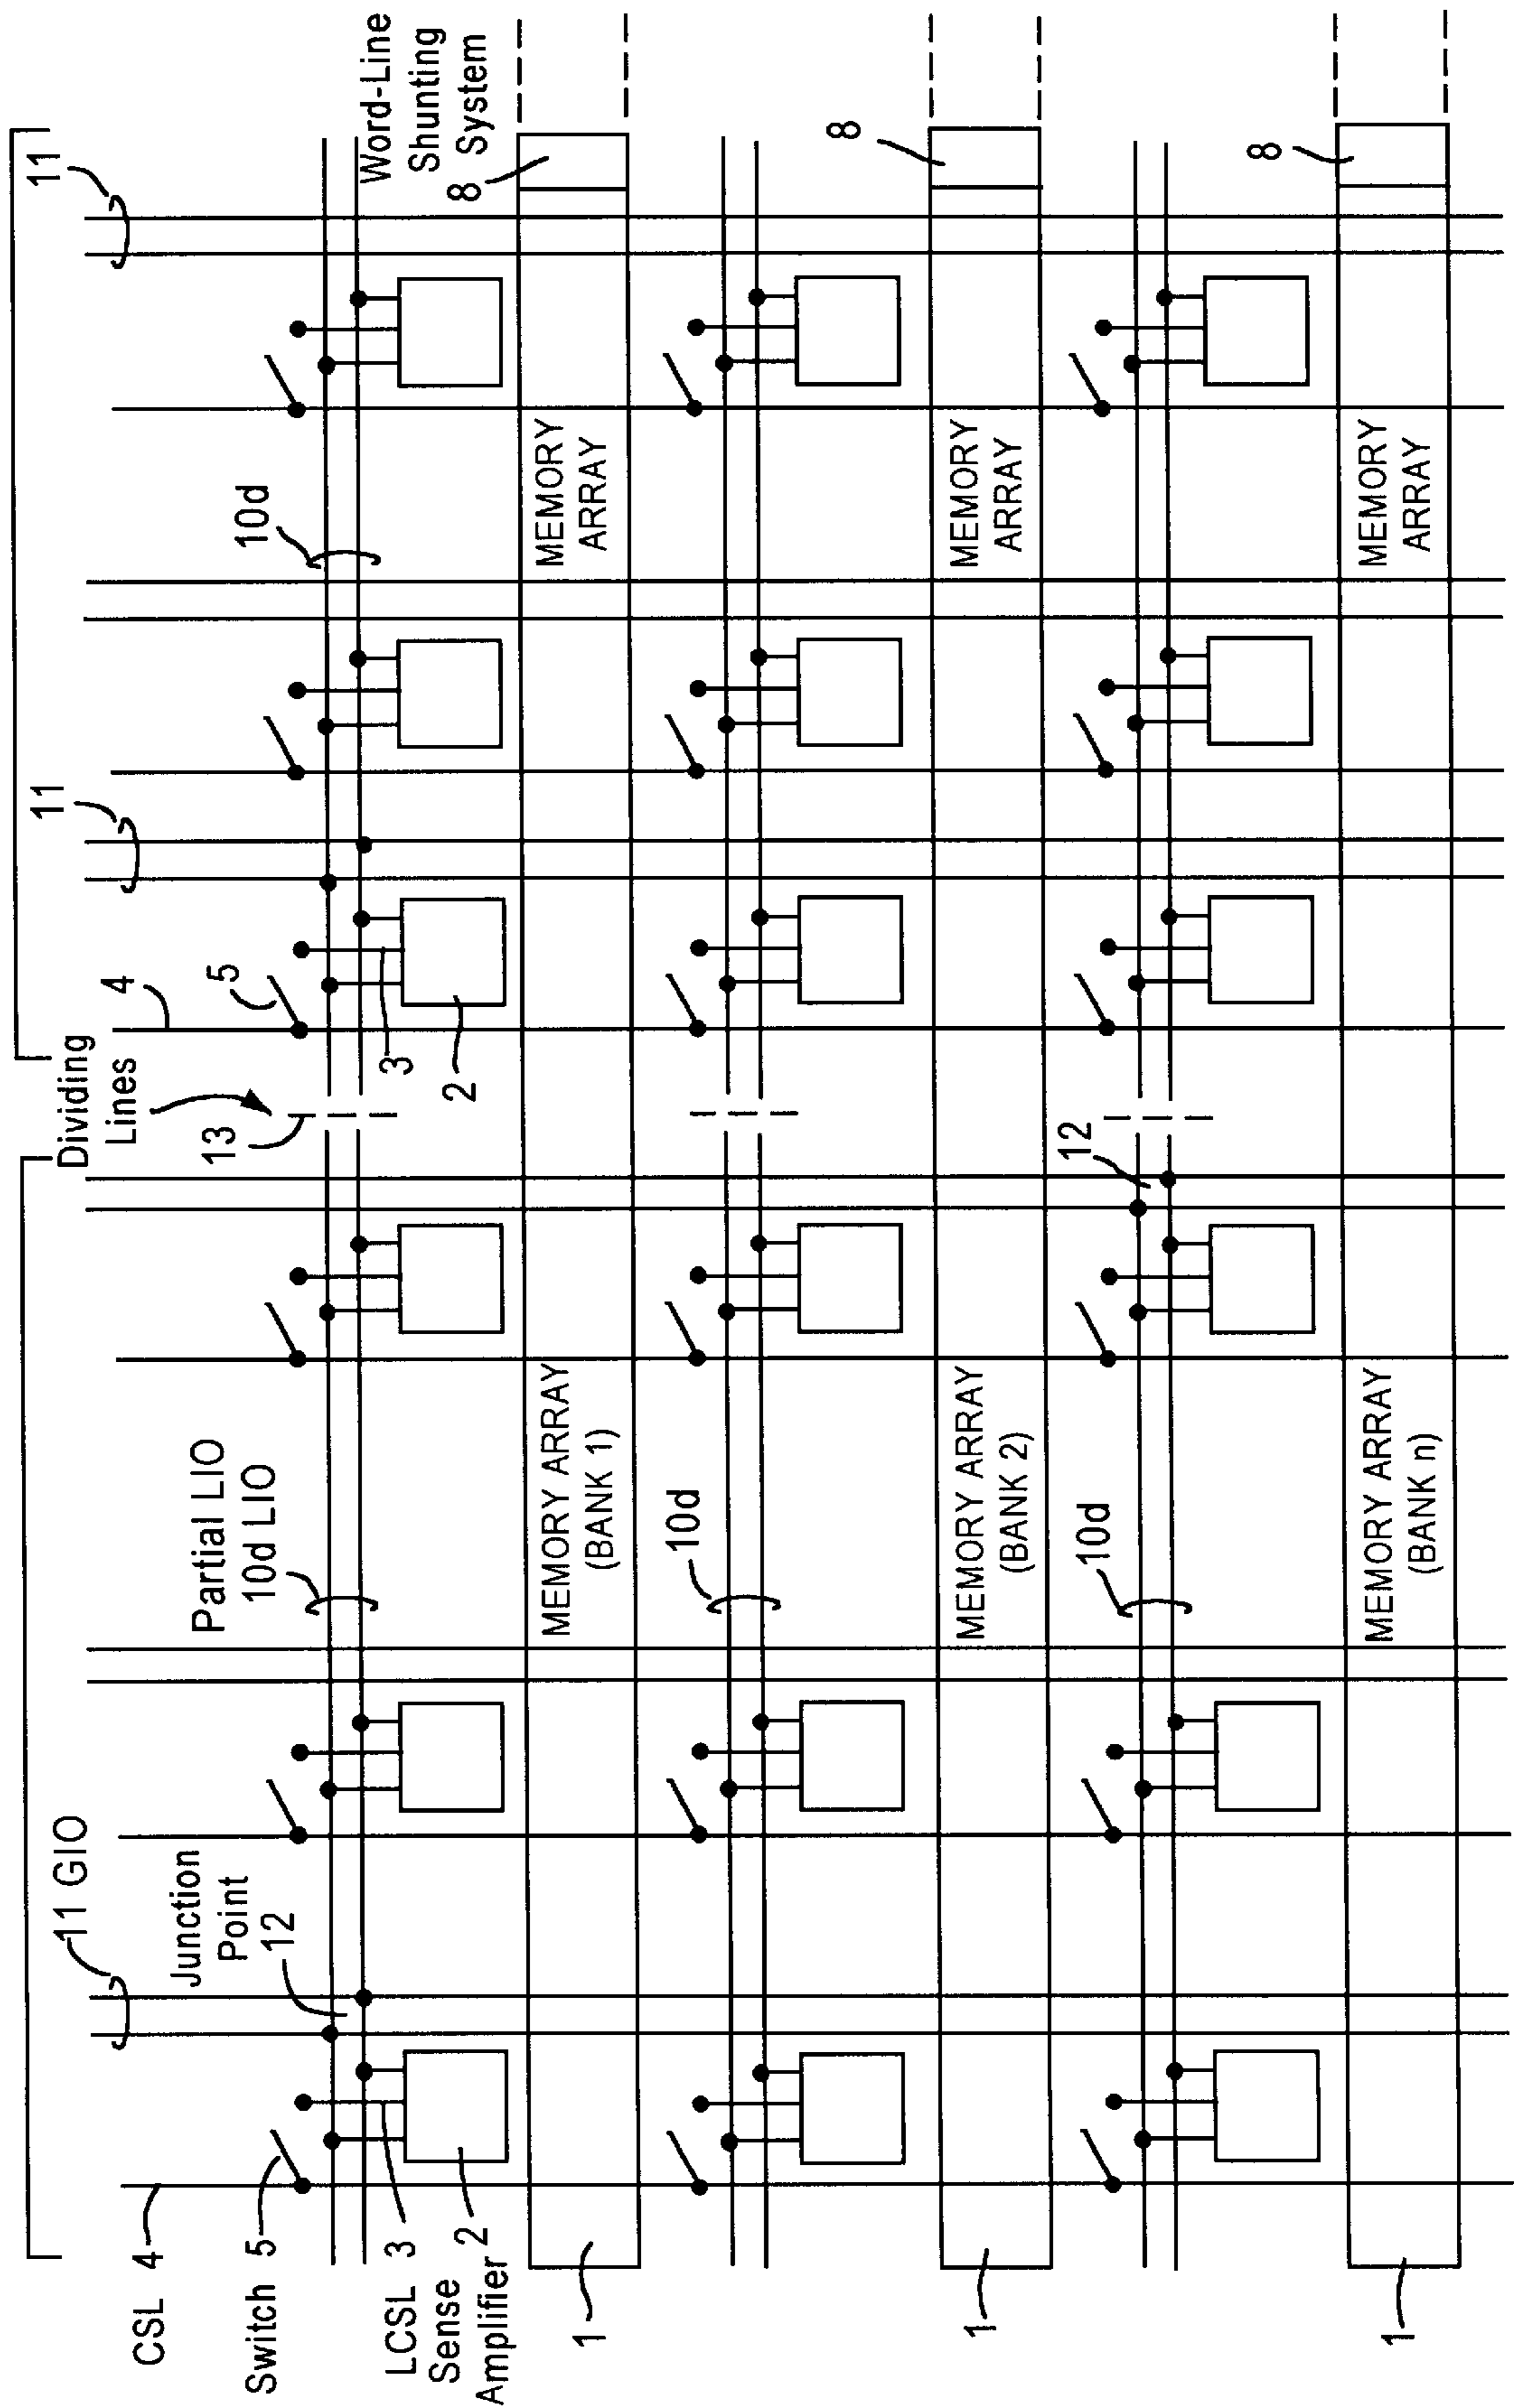 11
11
11 GIO
Dividing
Lines
13
4
5
3
2
10d
Word-Line
Shunting
System
8
8
8
Partial LIO
10d LIO
Junction
Point
12
CSL 4
Switch 5
LCSL 3
Sense
Amplifier 2
MEMORY ARRAY
(BANK 1)
MEMORY
ARRAY
1
10d
MEMORY ARRAY
(BANK 2)
MEMORY
ARRAY
1
12
10d
MEMORY ARRAY
(BANK n)
MEMORY
ARRAY
1